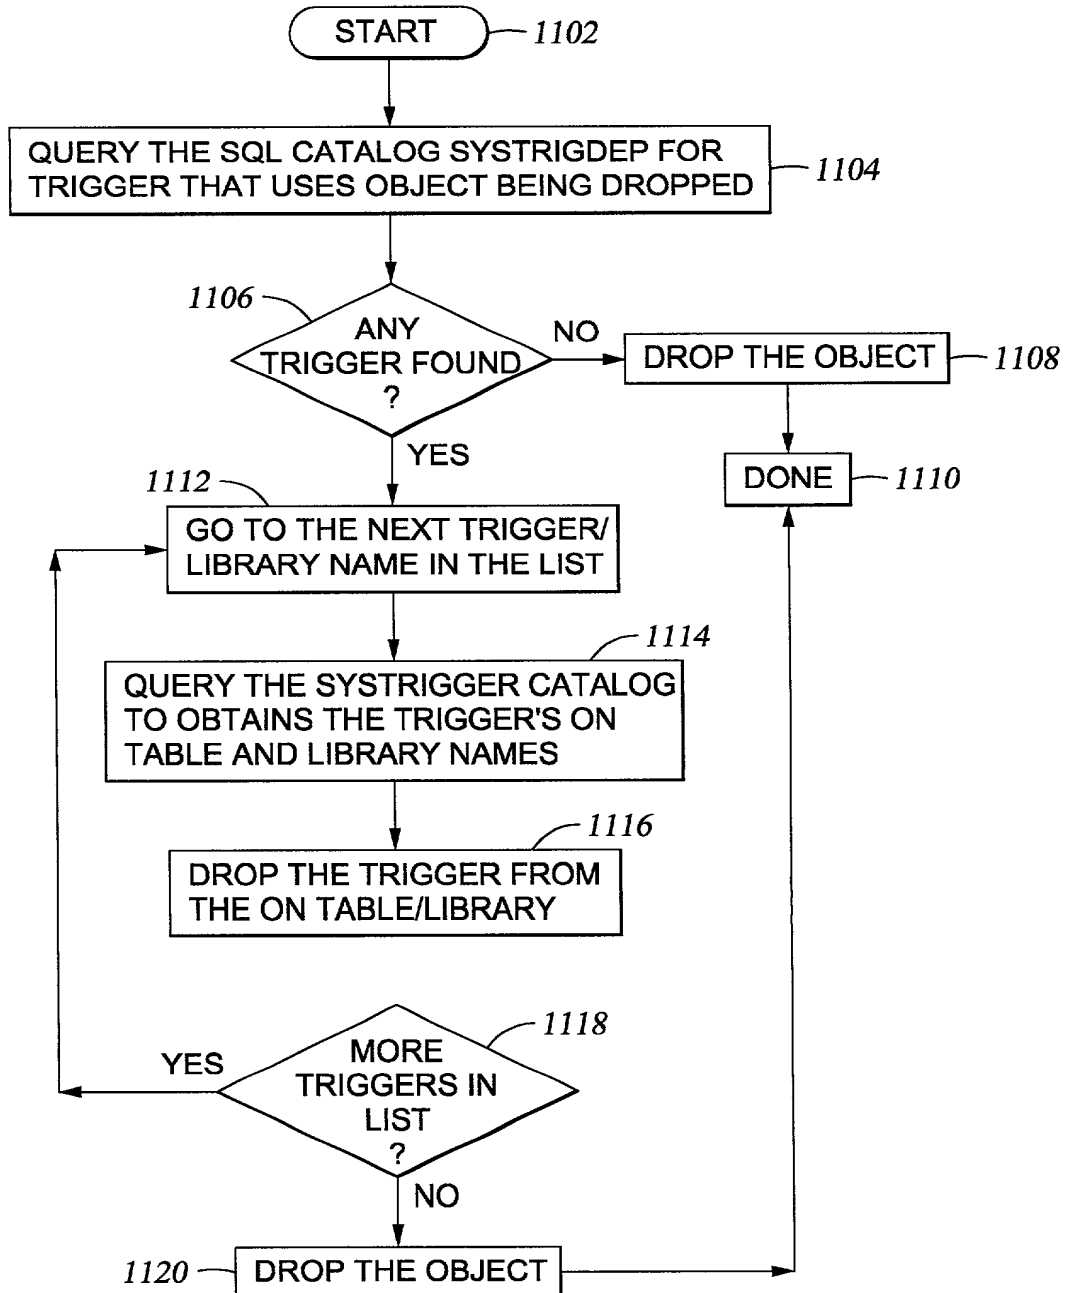 START
1102
QUERY THE SQL CATALOG SYSTRIGDEP FOR
TRIGGER THAT USES OBJECT BEING DROPPED
1104
1106
ANY
TRIGGER FOUND
?
NO
DROP THE OBJECT
1108
YES
DONE
1110
1112
GO TO THE NEXT TRIGGER/
LIBRARY NAME IN THE LIST
1114
QUERY THE SYSTRIGGER CATALOG
TO OBTAINS THE TRIGGER'S ON
TABLE AND LIBRARY NAMES
1116
DROP THE TRIGGER FROM
THE ON TABLE/LIBRARY
1118
YES
MORE
TRIGGERS IN
LIST
?
NO
1120
DROP THE OBJECT